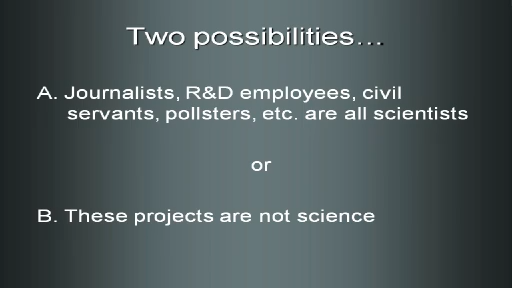 Two possibilities…
A. Journalists, R&D employees, civil
servants, pollsters, etc. are all scientists
or
B. These projects are not science